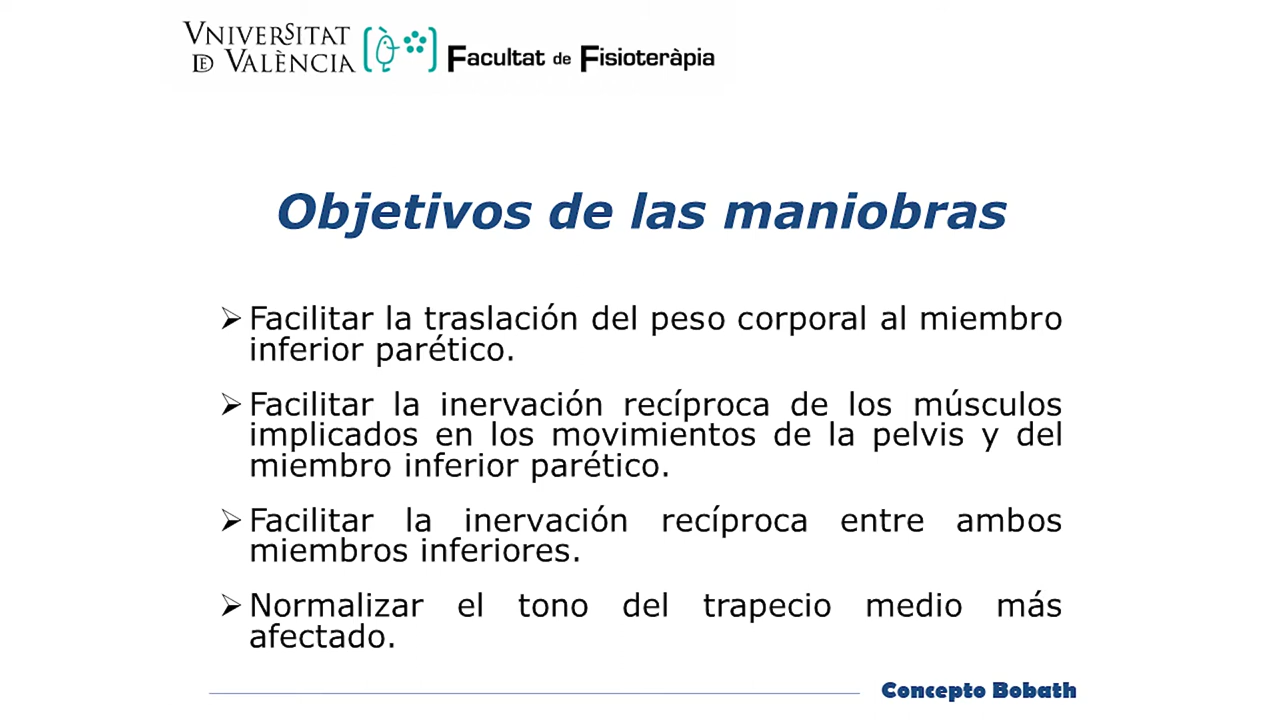 VNIVERSITAT
DE VALÈNCIA
Facultat de Fisioteràpia
Objetivos de las maniobras
➢ Facilitar la traslación del peso corporal al miembro
inferior parético.
➢ Facilitar la inervación recíproca de los músculos
implicados en los movimientos de la pelvis y del
miembro inferior parético.
➢ Facilitar la inervación recíproca entre ambos
miembros inferiores.
➢ Normalizar el tono del trapecio medio más
afectado.
Concepto Bobath